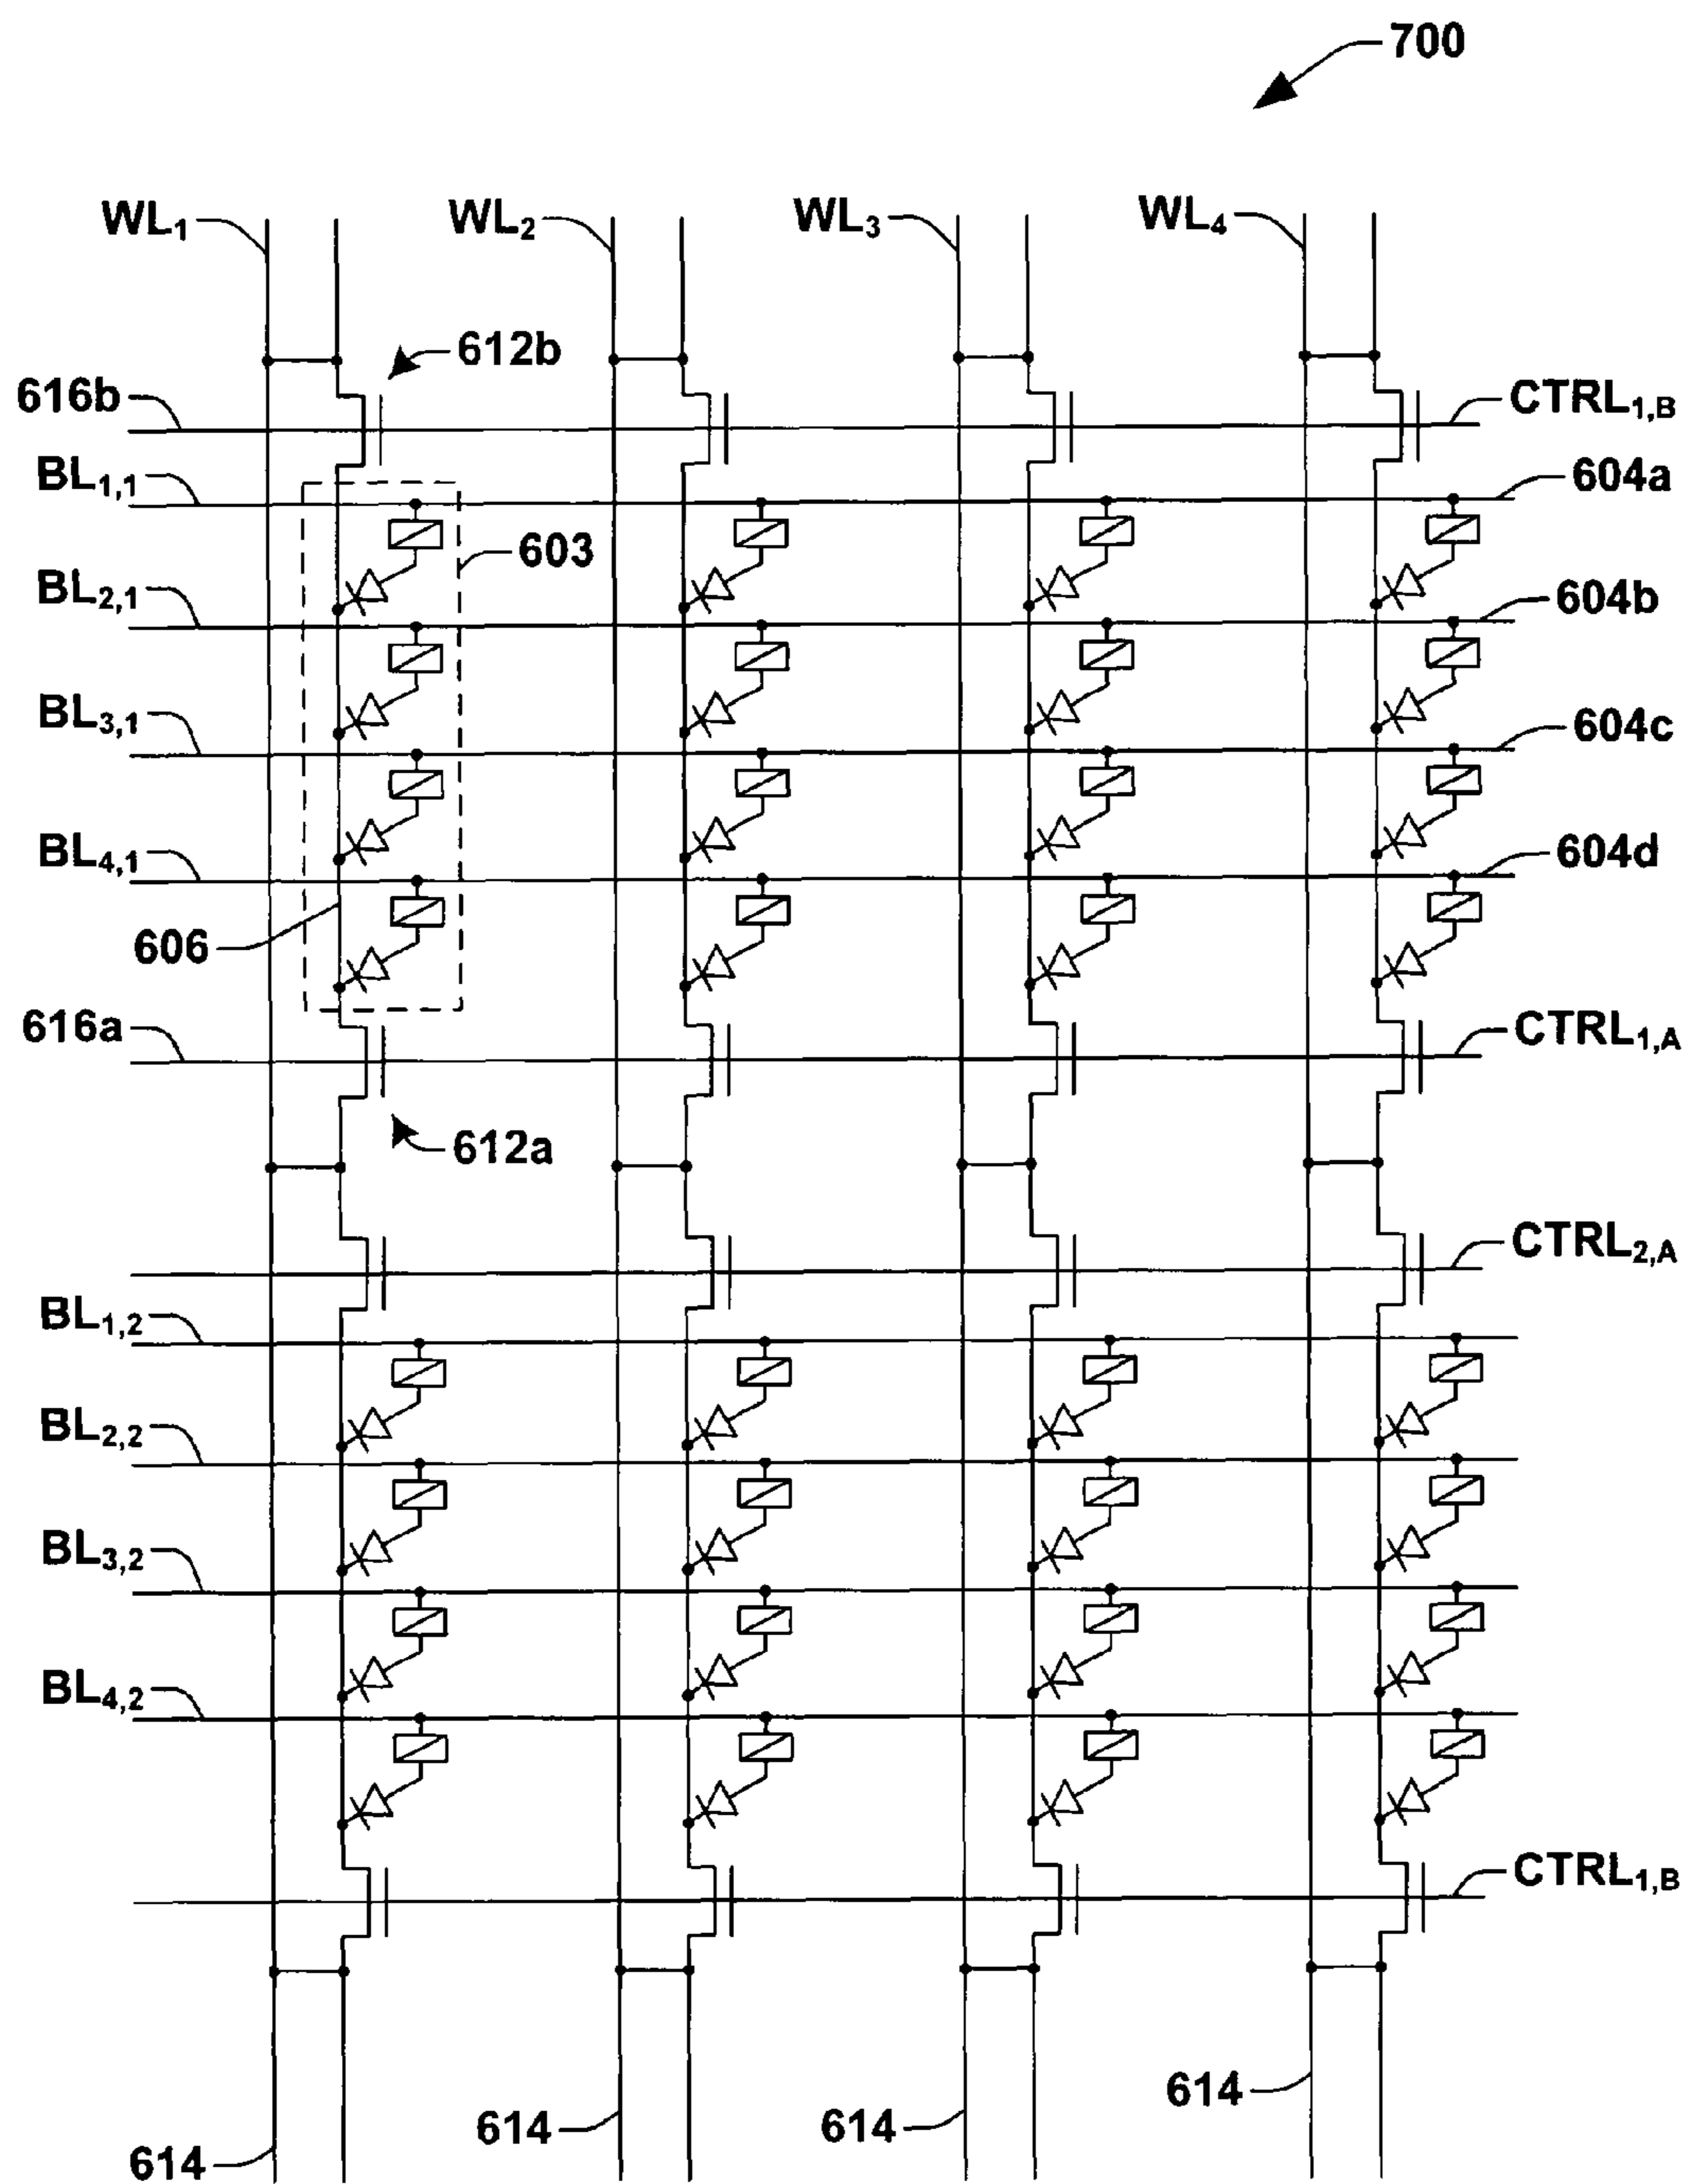 700
WL1 WL2 WL3 WL4
612b
616b CTRL1,B
BL1,1 604a
603
BL2,1 604b
BL3,1 604c
BL4,1 604d
606
616a CTRL1,A
612a
CTRL2,A
BL1,2
BL2,2
BL3,2
BL4,2
CTRL1,B
614 614 614 614